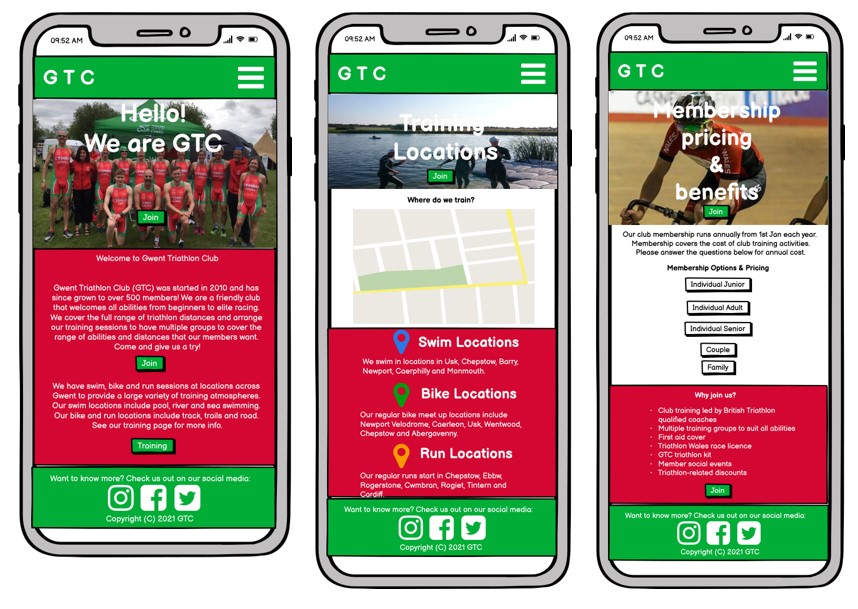 09:52 AM
GTC
Hello!
We are GTC
Join
Welcome to Gwent Triathlon Club
Gwent Triathlon Club (GTC) was started in 2010 and has
since grown to over 500 members! We are a friendly club
that welcomes all abilities from beginners to elite racing.
We cover the full range of triathlon distances and arrange
our training sessions to have multiple groups to cover the
range of abilities and distances that our members want.
Come and give us a try!
Join
We have swim, bike and run sessions at locations across
Gwent to provide a large variety of training atmospheres.
Our swim locations include pool, river and sea swimming.
Our bike and run locations include track, trails and road.
See our training page for more info.
Training
Want to know more? Check us out on our social media:
Copyright (C) 2021 GTC
09:52 AM
GTC
Training
Locations
Join
Where do we train?
Swim Locations
We swim in locations in Usk, Chepstow, Barry,
Newport, Caerphilly and Monmouth.
Bike Locations
Our regular bike meet up locations include
Newport Velodrome, Caerleon, Usk, Wentwood,
Chepstow and Abergavenny.
Run Locations
Our regular runs start in Chepstow, Ebbw,
Rogerstone, Cwmbran, Rogiet, Tintern and
Cardiff.
Want to know more? Check us out on our social media:
Copyright (C) 2021 GTC
09:52 AM
GTC
Membership
pricing
&
benefits
Join
Our club membership runs annually from 1st Jan each year.
Membership covers the cost of club training activities.
Please answer the questions below for annual cost.
Membership Options & Pricing
Individual Junior
Individual Adult
Individual Senior
Couple
Family
Why join us?
· Club training led by British Triathlon
qualified coaches
· Multiple training groups to suit all abilities
· First aid cover
· Triathlon Wales race licence
· GTC triathlon kit
· Member social events
· Triathlon-related discounts
Join
Want to know more? Check us out on our social media:
Copyright (C) 2021 GTC